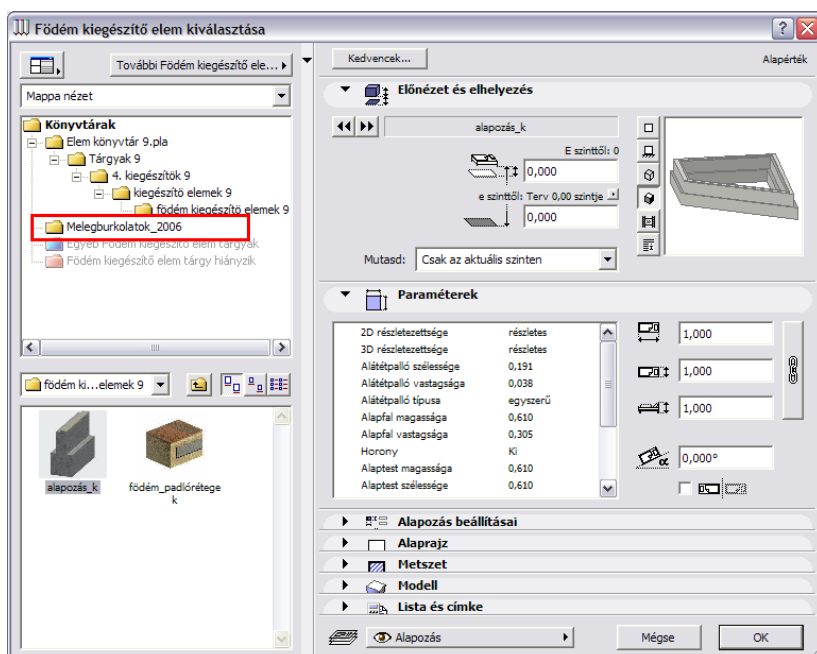 Födém kiegészítő elem kiválasztása
További Födém kiegészítő ele...
Mappa nézet
Könyvtárak
Elem könyvtár 9.pla
Tárgyak 9
4. kiegészítök 9
kiegészítö elemek 9
födém kiegészítö elemek 9
Melegburkolatok_2006
Egyéb Födém kiegészítő elem tárgyak
Födém kiegészítő elem tárgy hiányzik
födém ki...elemek 9
alapozás_k
födém_padlórétege
k
Kedvencek...
Alapérték
Előnézet és elhelyezés
alapozás_k
E szinttől: 0
0,000
e szinttől: Terv 0,00 szintje
0,000
Mutasd:
Csak az aktuális szinten
Paraméterek
2D részletezettsége részletes
3D részletezettsége részletes
Alátétpalló szélessége 0,191
Alátétpalló vastagsága 0,038
Alátétpalló típusa egyszerű
Alapfal magassága 0,610
Alapfal vastagsága 0,305
Horony Ki
Alaptest magassága 0,610
Alaptest szélessége 0,610
1,000
1,000
1,000
α 0,000°
Alapozás beállításai
Alaprajz
Metszet
Modell
Lista és címke
Alapozás
Mégse
OK